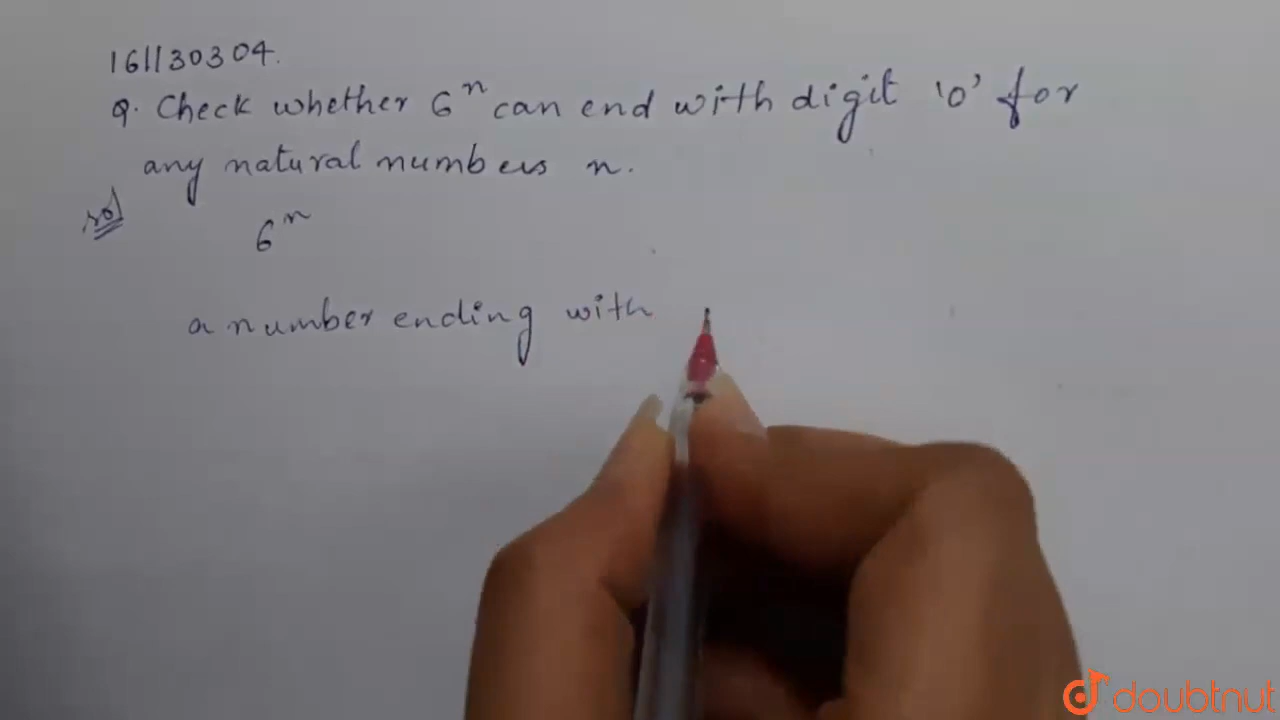 161130304.
Q. Check whether 6ⁿ can end with digit '0' for
any natural numbers n.
sol
6ⁿ
a number ending with
doubtnut